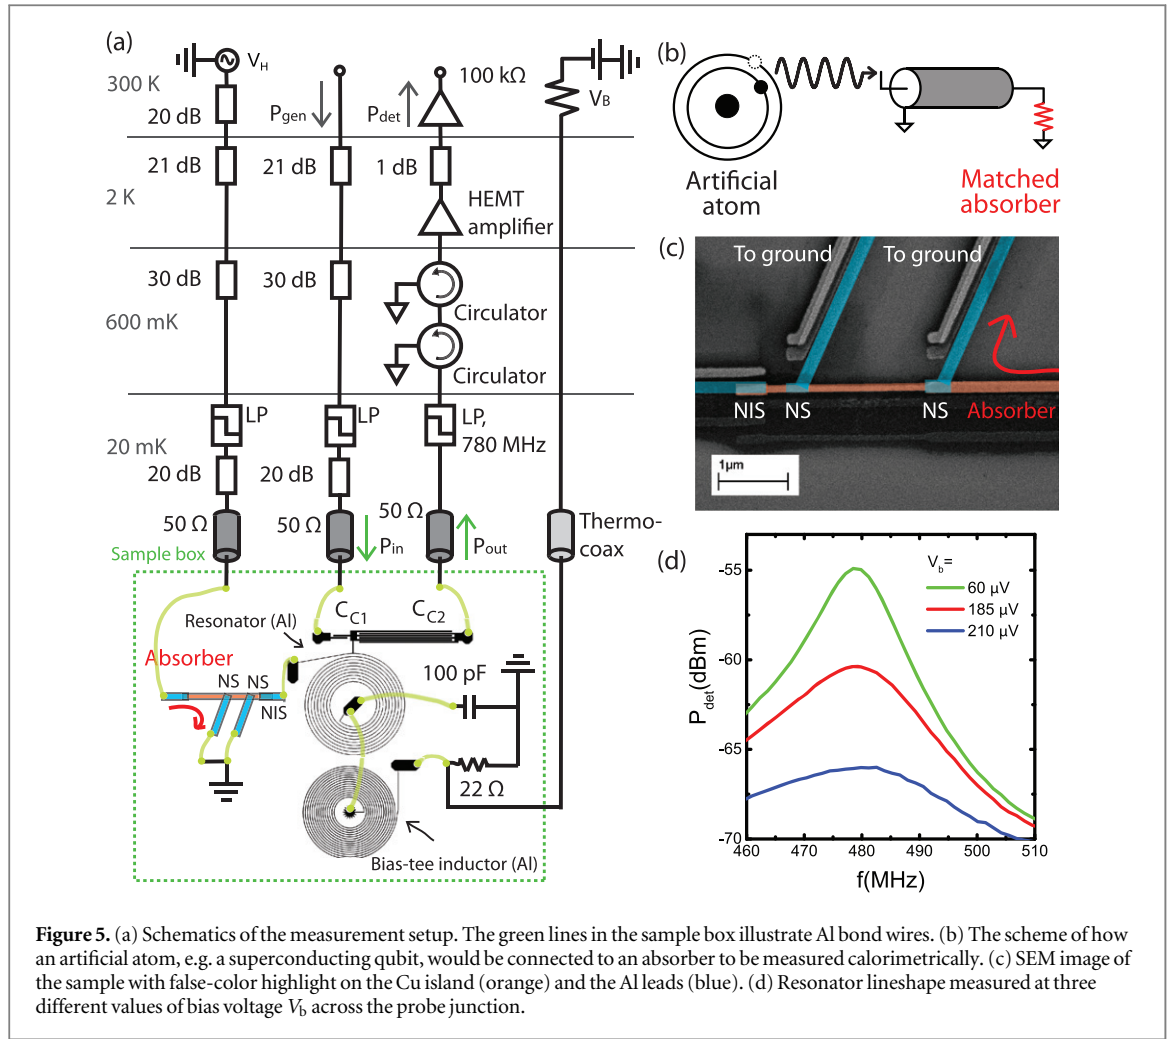 (a)
V_H
300 K
20 dB
P_gen
P_det
100 kΩ
V_B
21 dB
21 dB
1 dB
2 K
HEMT
amplifier
30 dB
30 dB
Circulator
600 mK
Circulator
LP
LP
LP,
780 MHz
20 mK
20 dB
20 dB
50 Ω
50 Ω
50 Ω
Thermo-
coax
Sample box
P_in
P_out
C_C1
C_C2
Resonator (Al)
Absorber
NS NS
NIS
100 pF
22 Ω
Bias-tee inductor (Al)
(b)
Artificial
atom
Matched
absorber
(c)
To ground
To ground
NIS
NS
NS
Absorber
1µm
(d)
V_b=
60 µV
185 µV
210 µV
-55
-60
-65
-70
P_det(dBm)
460
470
480
490
500
510
f(MHz)
Figure 5. (a) Schematics of the measurement setup. The green lines in the sample box illustrate Al bond wires. (b) The scheme of how
an artificial atom, e.g. a superconducting qubit, would be connected to an absorber to be measured calorimetrically. (c) SEM image of
the sample with false-color highlight on the Cu island (orange) and the Al leads (blue). (d) Resonator lineshape measured at three
different values of bias voltage V_b across the probe junction.